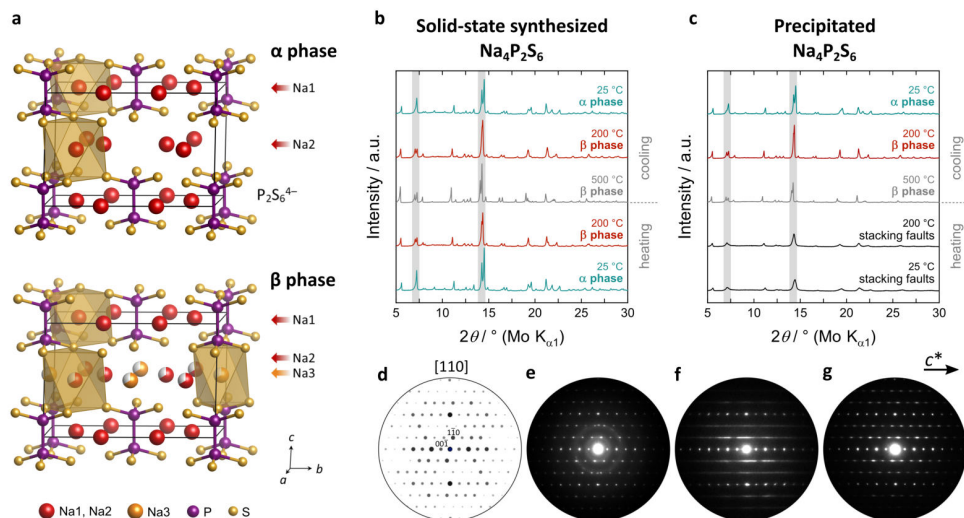 a
α phase
Na1
Na2
P₂S₆⁴⁻
β phase
Na1
Na2
Na3
c
b
a
Na1, Na2
Na3
P
S
b
Solid-state synthesized
Na₄P₂S₆
Intensity / a.u.
25 °C
α phase
200 °C
β phase
500 °C
β phase
200 °C
β phase
25 °C
α phase
cooling
heating
5 10 15 20 25 30
2θ / ° (Mo Kα1)
c
Precipitated
Na₄P₂S₆
Intensity / a.u.
25 °C
α phase
200 °C
β phase
500 °C
β phase
200 °C
stacking faults
25 °C
stacking faults
cooling
heating
5 10 15 20 25 30
2θ / ° (Mo Kα1)
d
[110]
11̅0
001̅
e
f
g
c*